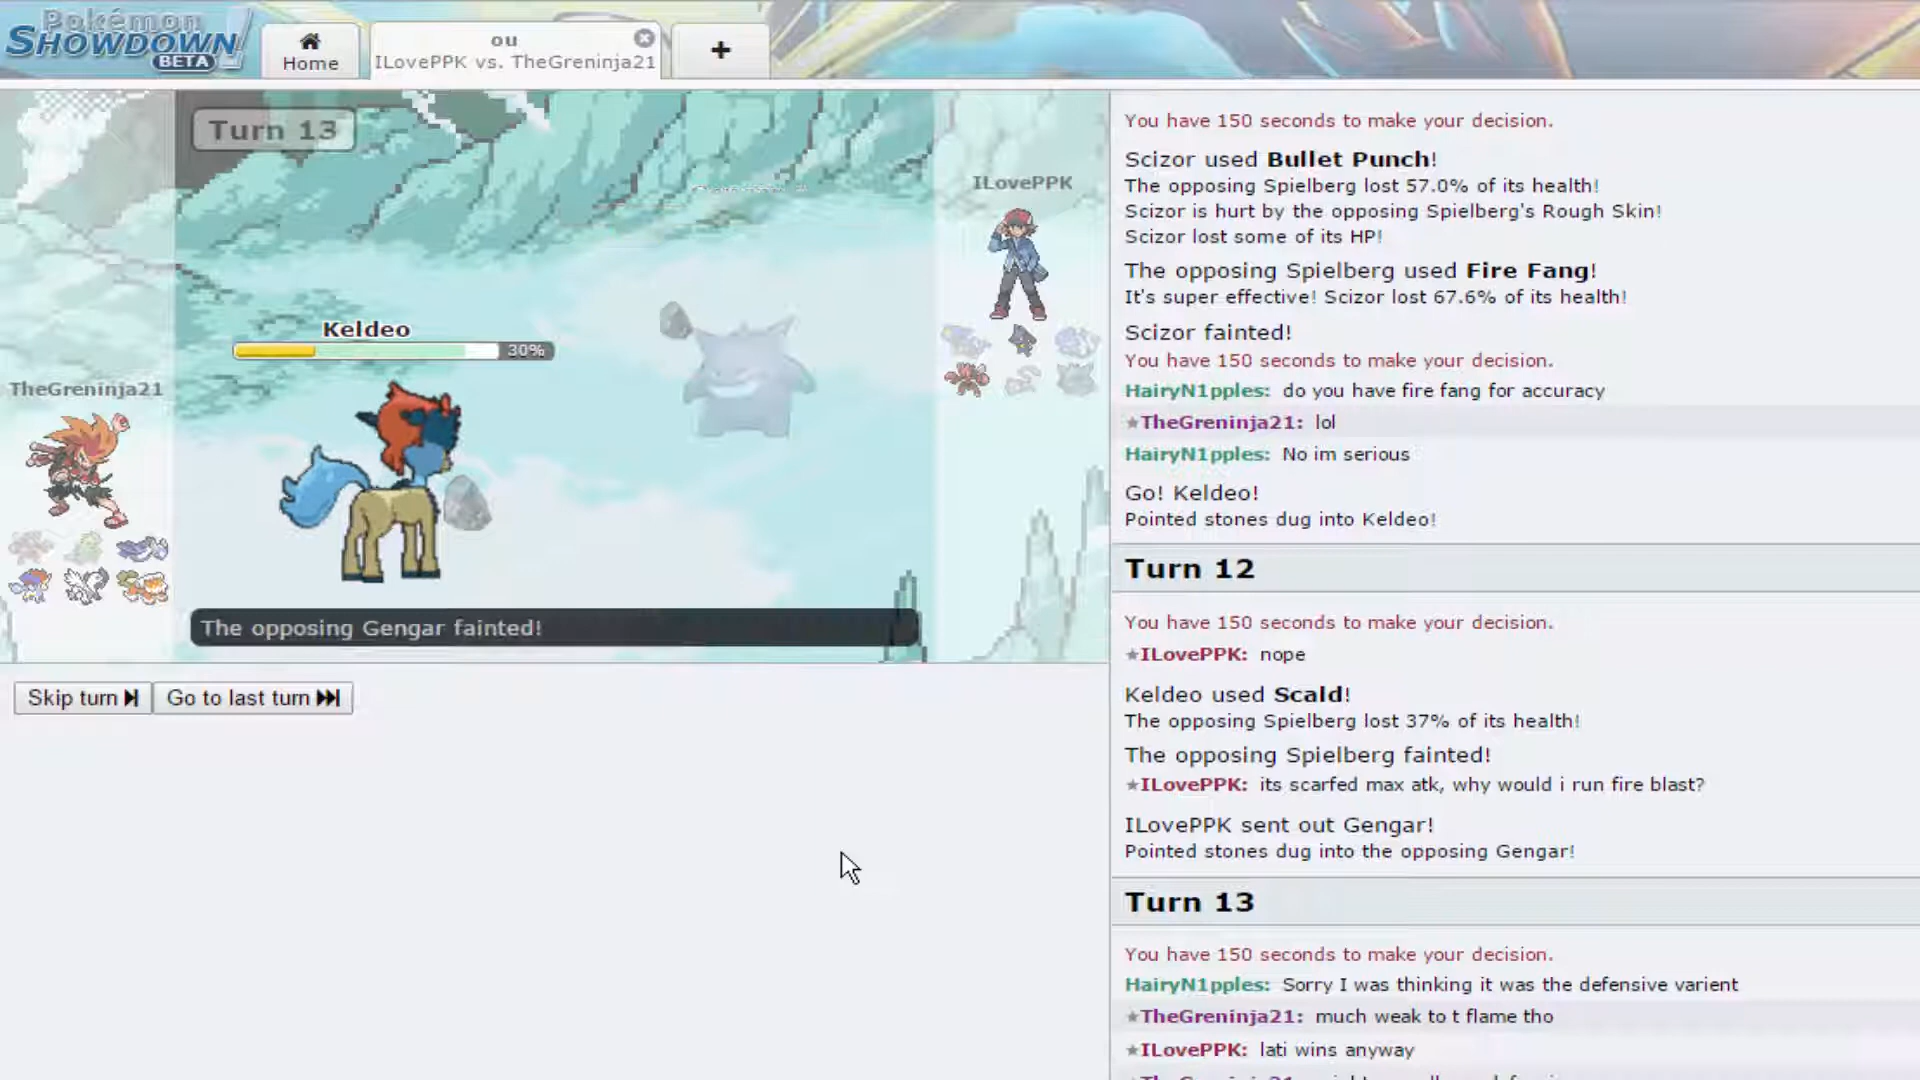 Pokémon
SHOWDOWN!
BETA
Home
ou
ILovePPK vs. TheGreninja21
+
Turn 13
ILovePPK
Keldeo
30%
TheGreninja21
The opposing Gengar fainted!
Skip turn
Go to last turn
You have 150 seconds to make your decision.
Scizor used Bullet Punch!
The opposing Spielberg lost 57.0% of its health!
Scizor is hurt by the opposing Spielberg's Rough Skin!
Scizor lost some of its HP!
The opposing Spielberg used Fire Fang!
It's super effective! Scizor lost 67.6% of its health!
Scizor fainted!
You have 150 seconds to make your decision.
HairyN1pples: do you have fire fang for accuracy
★TheGreninja21: lol
HairyN1pples: No im serious
Go! Keldeo!
Pointed stones dug into Keldeo!
Turn 12
You have 150 seconds to make your decision.
★ILovePPK: nope
Keldeo used Scald!
The opposing Spielberg lost 37% of its health!
The opposing Spielberg fainted!
★ILovePPK: its scarfed max atk, why would i run fire blast?
ILovePPK sent out Gengar!
Pointed stones dug into the opposing Gengar!
Turn 13
You have 150 seconds to make your decision.
HairyN1pples: Sorry I was thinking it was the defensive varient
★TheGreninja21: much weak to t flame tho
★ILovePPK: lati wins anyway